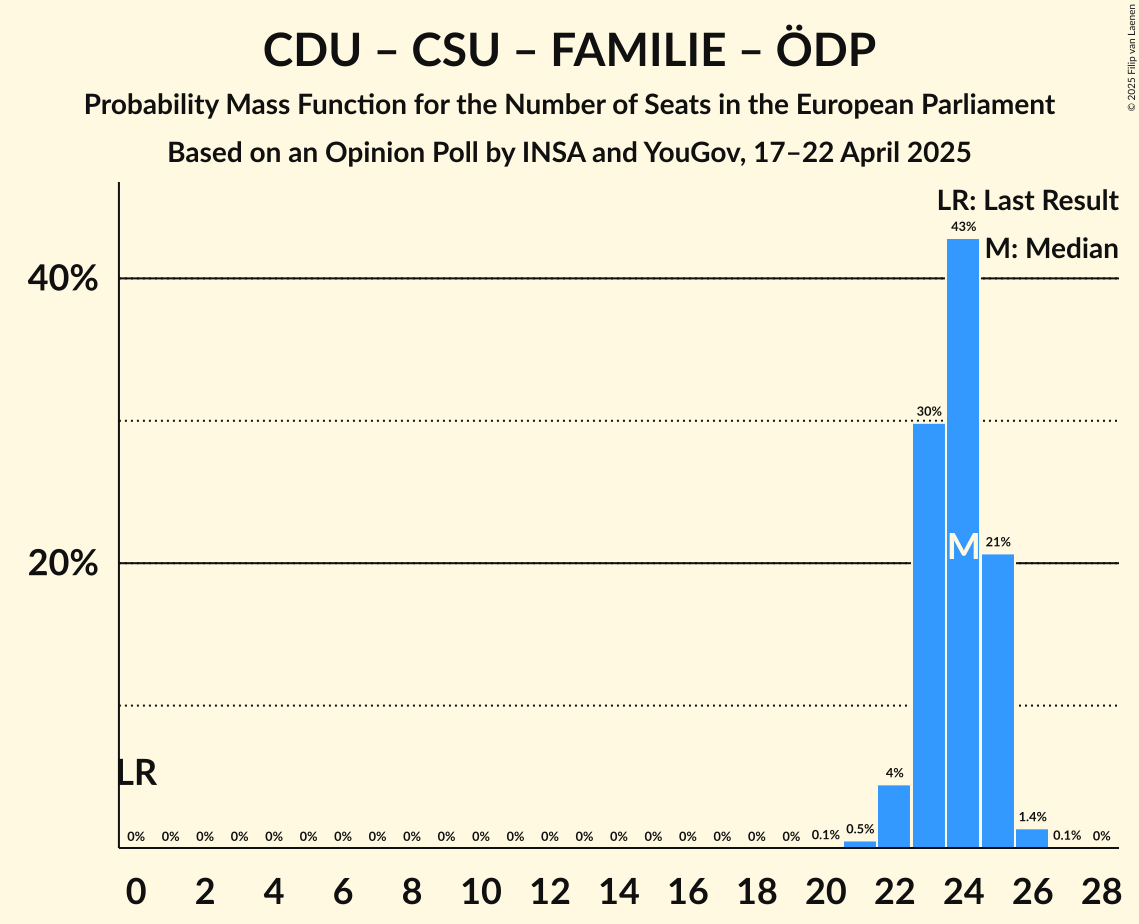 CDU – CSU – FAMILIE – ÖDP
Probability Mass Function for the Number of Seats in the European Parliament
Based on an Opinion Poll by INSA and YouGov, 17–22 April 2025
© 2025 Filip van Laenen
LR: Last Result
M: Median
43%
40%
30%
M
21%
20%
LR
4%
1.4%
0% 0% 0% 0% 0% 0% 0% 0% 0% 0% 0% 0% 0% 0% 0% 0% 0% 0% 0% 0% 0.1% 0.5% 0.1% 0%
0 2 4 6 8 10 12 14 16 18 20 22 24 26 28